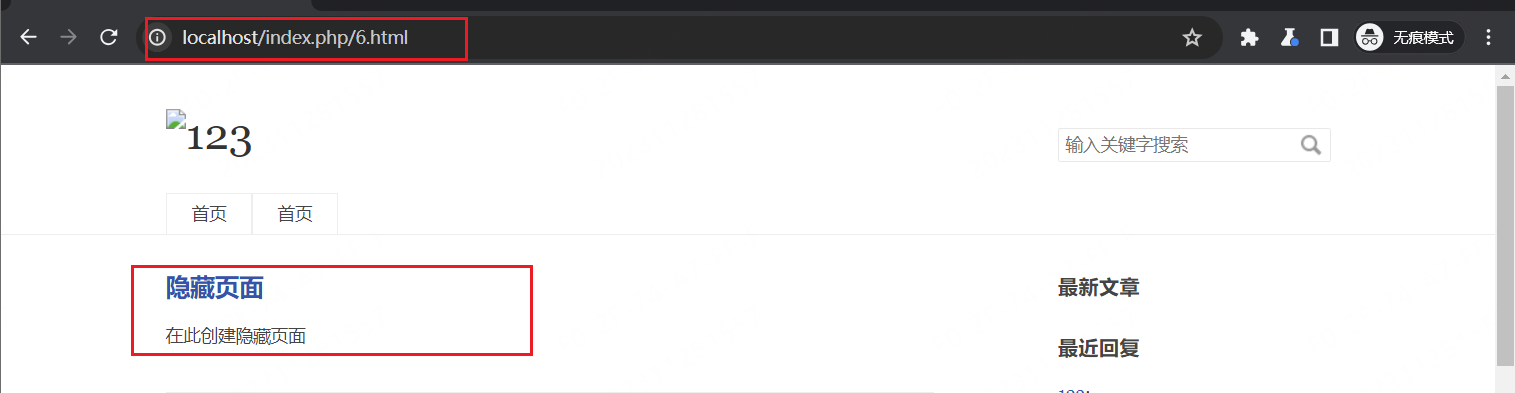 localhost/index.php/6.html
无痕模式
123
输入关键字搜索
首页 首页
隐藏页面
在此创建隐藏页面
最新文章
最近回复